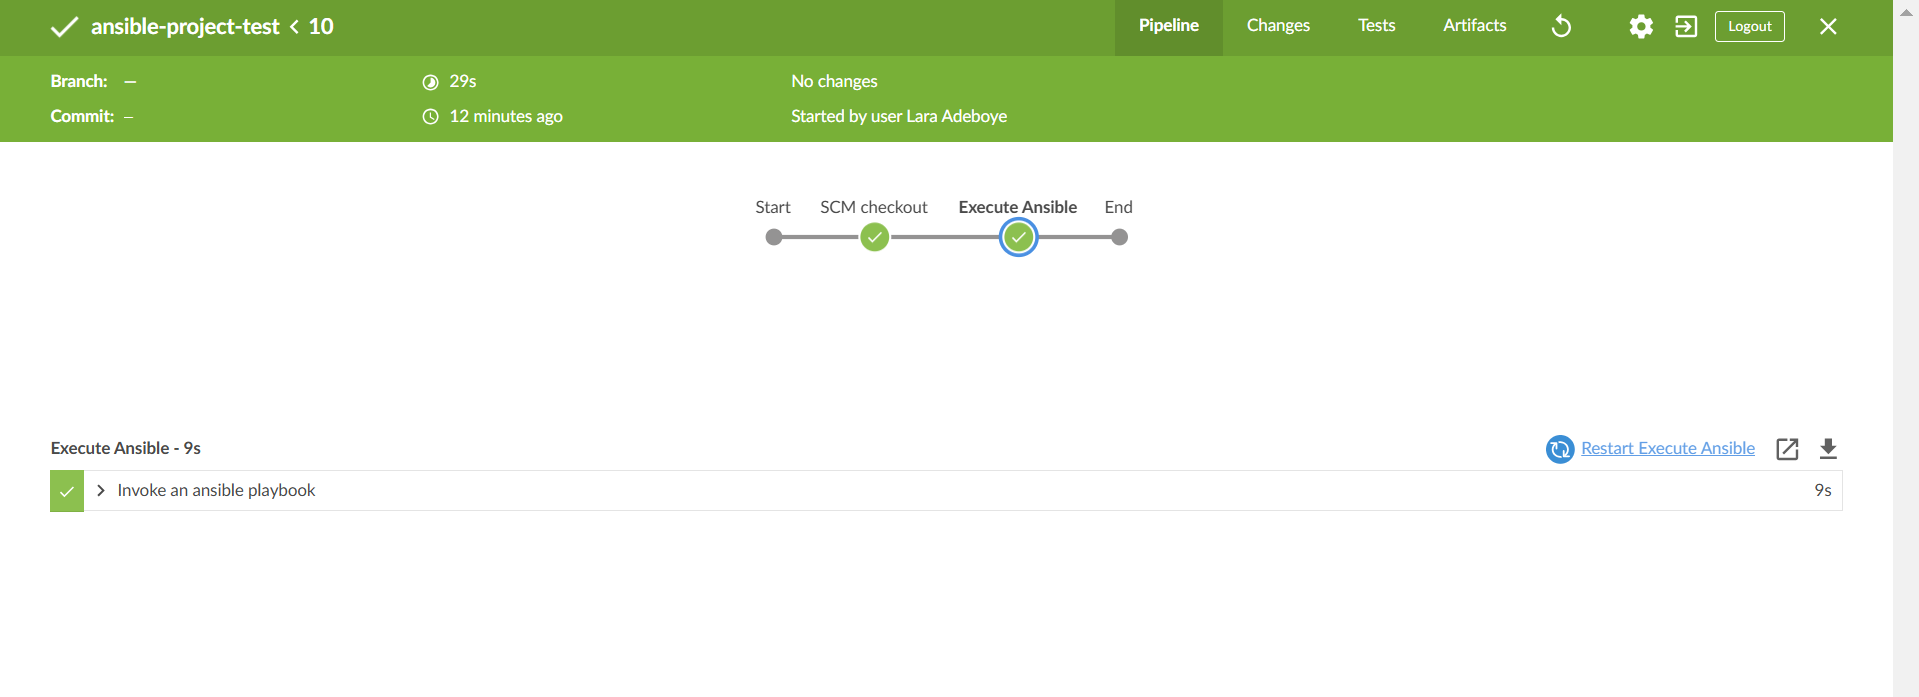 ansible-project-test < 10
Pipeline Changes Tests Artifacts Logout
Branch: —
29s
No changes
Commit: –
12 minutes ago
Started by user Lara Adeboye
Start SCM checkout Execute Ansible End
Execute Ansible - 9s
Restart Execute Ansible
Invoke an ansible playbook
9s